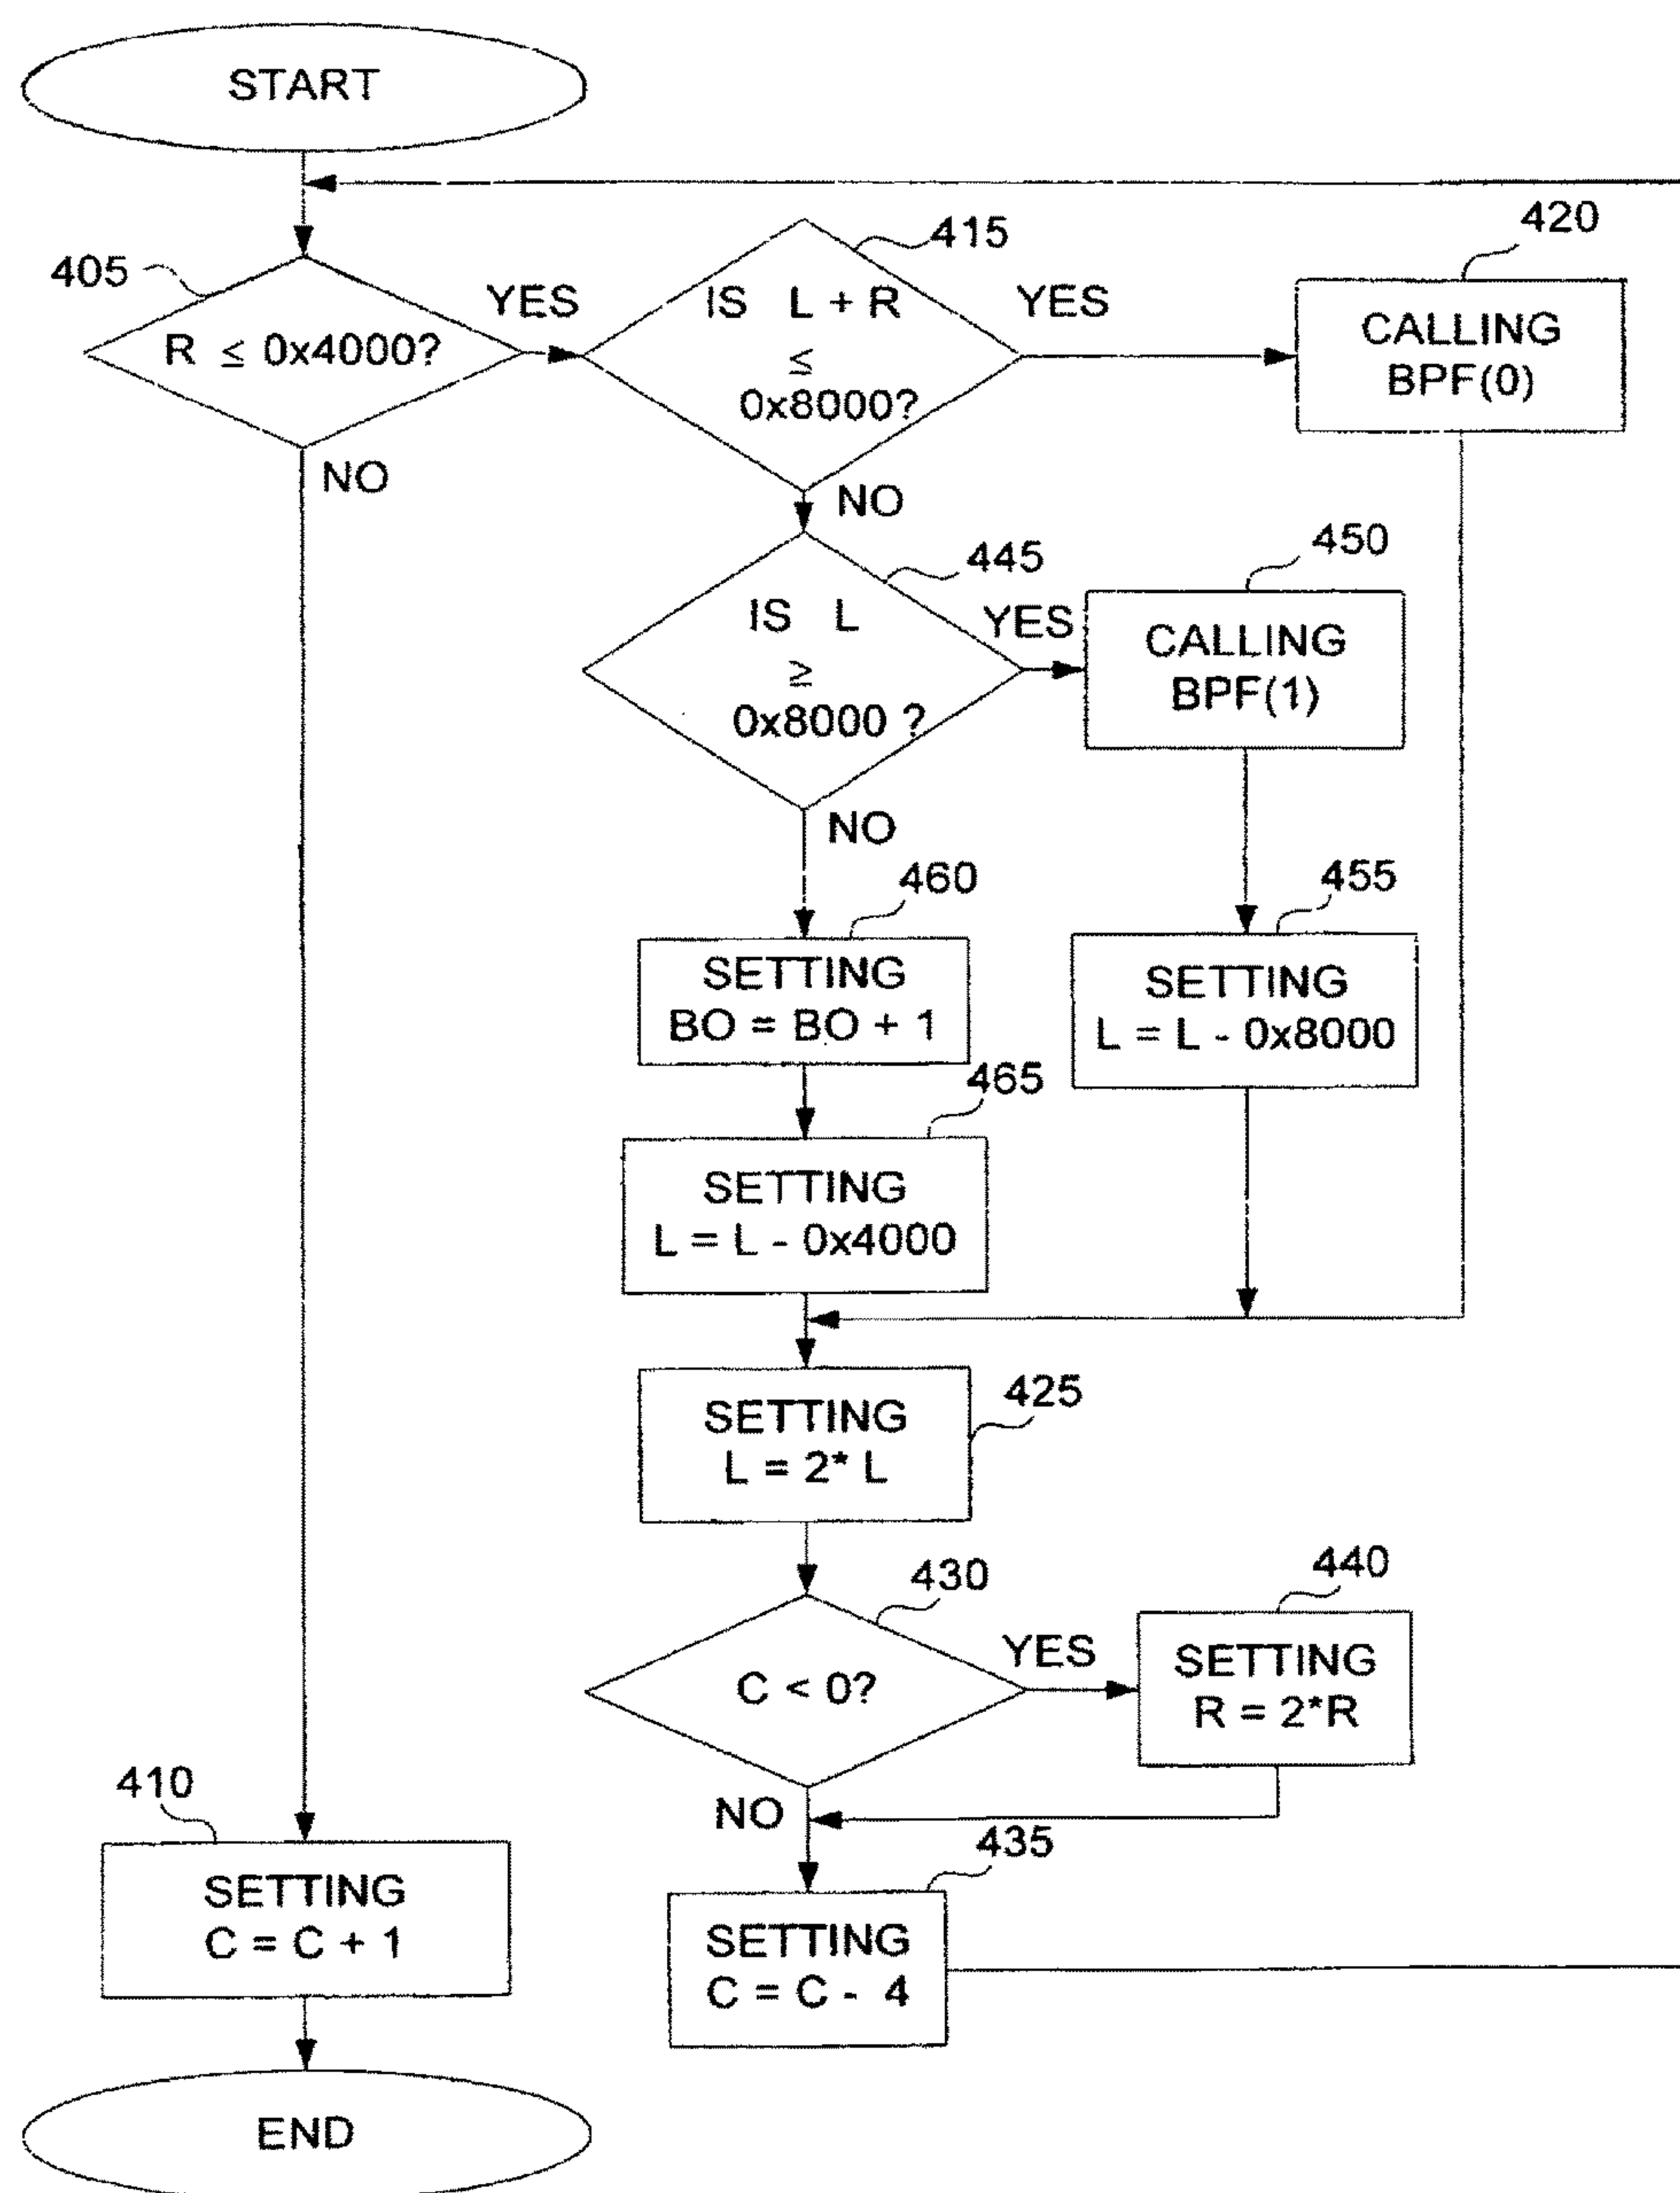 START
405
R ≤ 0x4000?
YES
NO
415
IS L + R
≤
0x8000?
YES
NO
420
CALLING
BPF(0)
445
IS L
≥
0x8000 ?
YES
NO
450
CALLING
BPF(1)
455
SETTING
L = L - 0x8000
460
SETTING
BO = BO + 1
465
SETTING
L = L - 0x4000
425
SETTING
L = 2* L
430
C < 0?
YES
NO
440
SETTING
R = 2*R
435
SETTING
C = C - 4
410
SETTING
C = C + 1
END